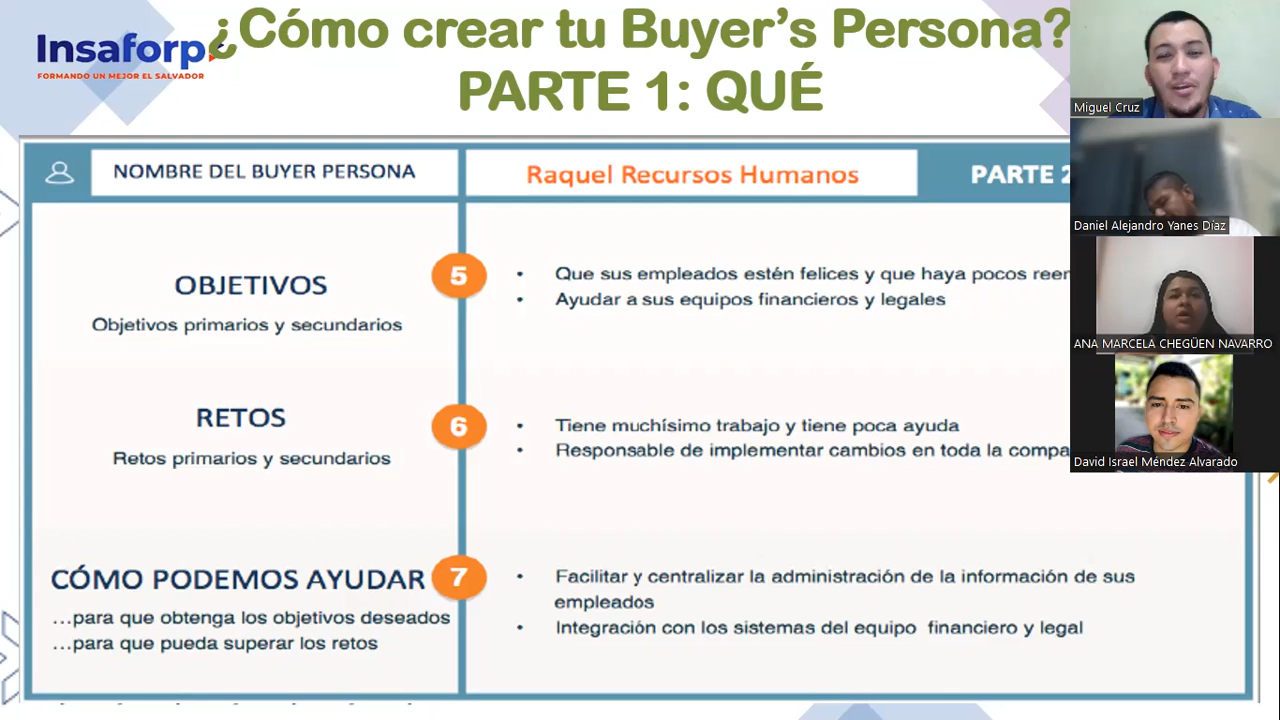 Insaforp
FORMANDO UN MEJOR EL SALVADOR
¿Cómo crear tu Buyer's Persona?
PARTE 1: QUÉ
NOMBRE DEL BUYER PERSONA
Raquel Recursos Humanos
PARTE
OBJETIVOS
Objetivos primarios y secundarios
5
• Que sus empleados estén felices y que haya pocos
• Ayudar a sus equipos financieros y legales
RETOS
Retos primarios y secundarios
6
• Tiene muchísimo trabajo y tiene poca ayuda
• Responsable de implementar cambios en toda la
CÓMO PODEMOS AYUDAR
...para que obtenga los objetivos deseados
...para que pueda superar los retos
7
• Facilitar y centralizar la administración de la información de sus
empleados
• Integración con los sistemas del equipo financiero y legal
Miguel Cruz
Daniel Alejandro Yanes Díaz
ANA MARCELA CHEGÜEN NAVARRO
David Israel Méndez Alvarado